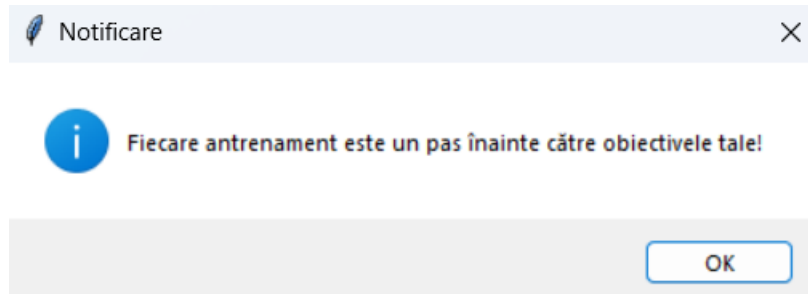 Notificare
Fiecare antrenament este un pas înainte către obiectivele tale!
OK